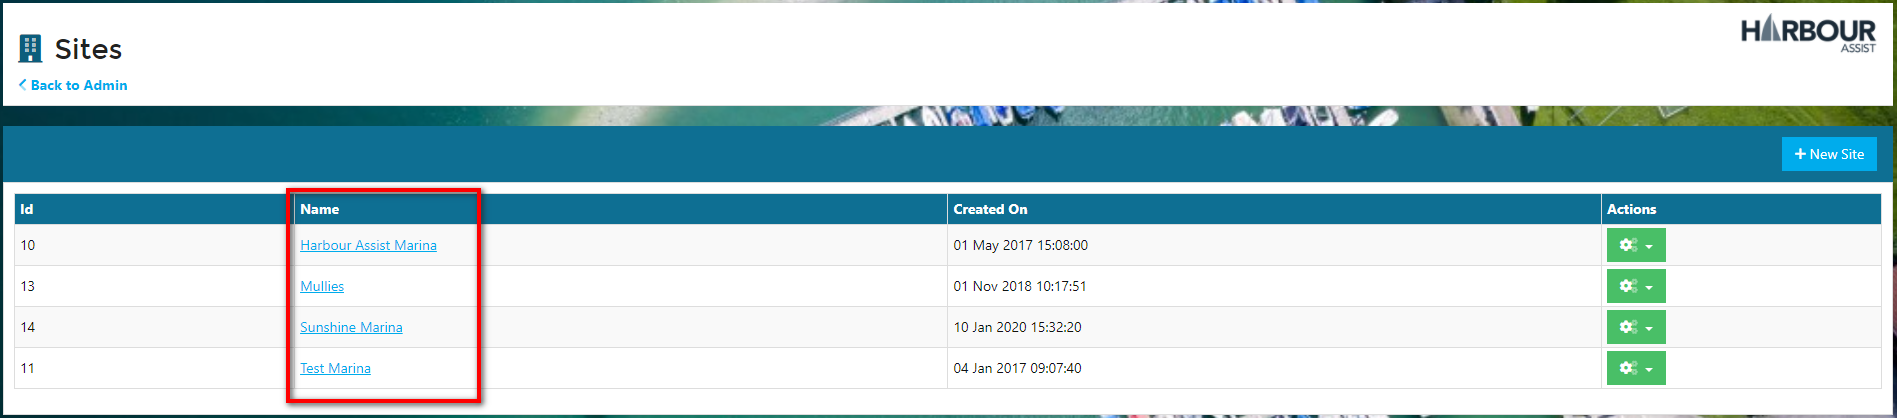 Sites
HARBOUR
ASSIST
Back to Admin
New Site
Id Name Created On Actions
10 Harbour Assist Marina 01 May 2017 15:08:00
13 Mullies 01 Nov 2018 10:17:51
14 Sunshine Marina 10 Jan 2020 15:32:20
11 Test Marina 04 Jan 2017 09:07:40